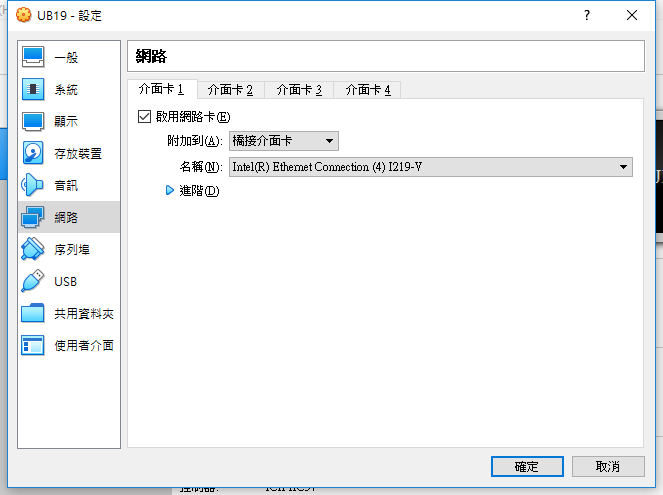 UB19 - 設定
?
一般
系統
顯示
存放裝置
音訊
網路
序列埠
USB
共用資料夾
使用者介面
網路
介面卡 1
介面卡 2
介面卡 3
介面卡 4
啟用網路卡(E)
附加到(A): 橋接介面卡
名稱(N): Intel(R) Ethernet Connection (4) I219-V
進階(D)
確定
取消